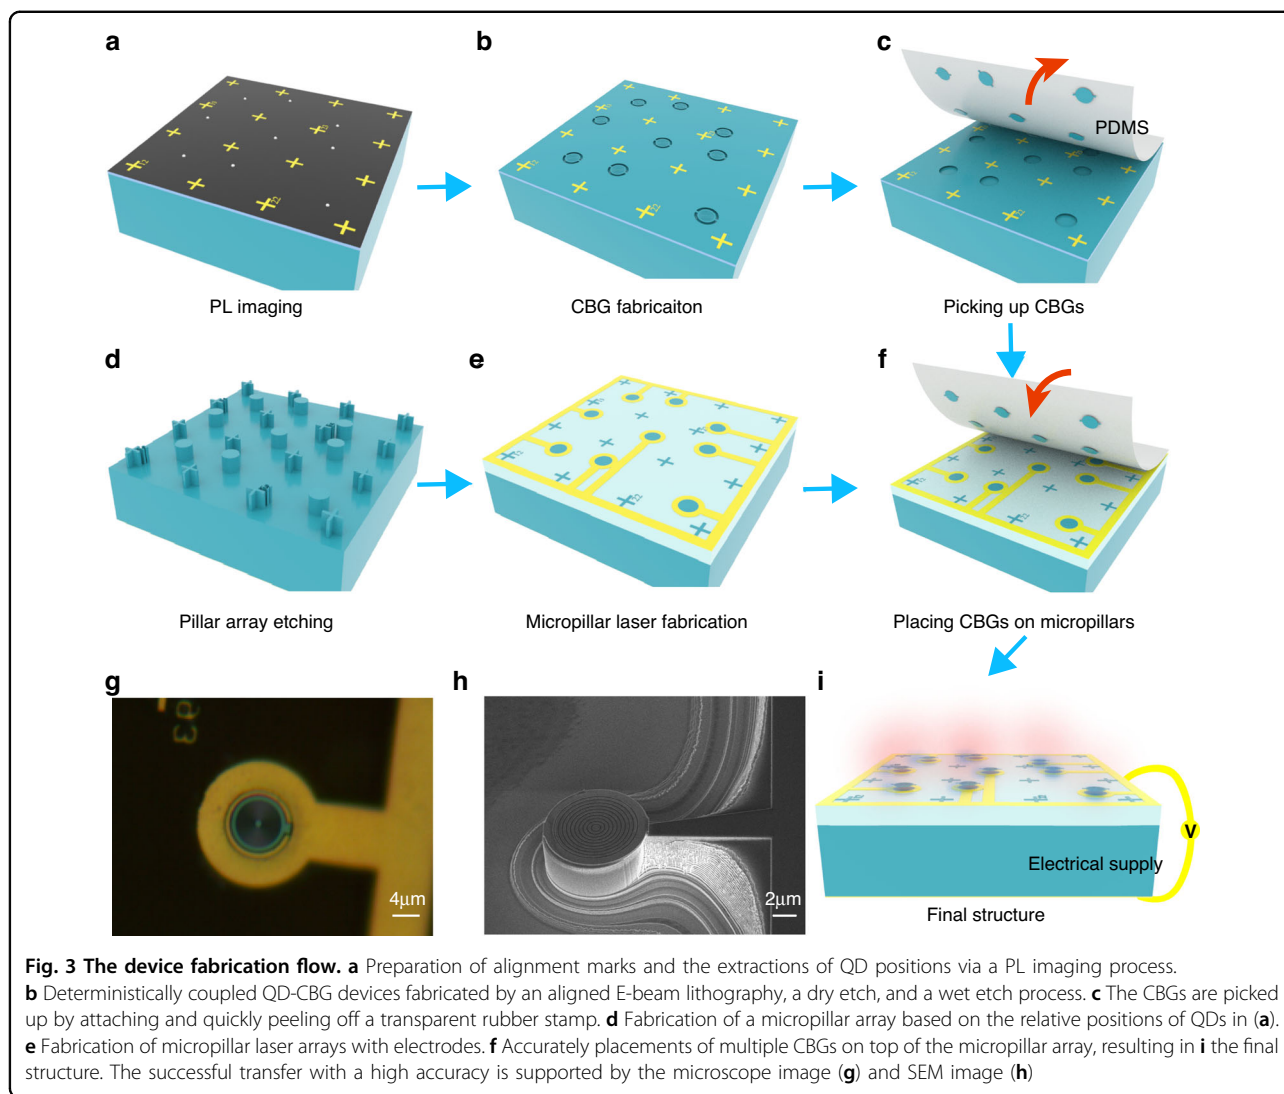 a
b
c
PDMS
PL imaging
CBG fabricaiton
Picking up CBGs
d
e
f
Pillar array etching
Micropillar laser fabrication
Placing CBGs on micropillars
g
h
i
93
4μm
2μm
V
Electrical supply
Final structure
Fig. 3 The device fabrication flow. a Preparation of alignment marks and the extractions of QD positions via a PL imaging process.
b Deterministically coupled QD-CBG devices fabricated by an aligned E-beam lithography, a dry etch, and a wet etch process. c The CBGs are picked
up by attaching and quickly peeling off a transparent rubber stamp. d Fabrication of a micropillar array based on the relative positions of QDs in (a).
e Fabrication of micropillar laser arrays with electrodes. f Accurately placements of multiple CBGs on top of the micropillar array, resulting in i the final
structure. The successful transfer with a high accuracy is supported by the microscope image (g) and SEM image (h)